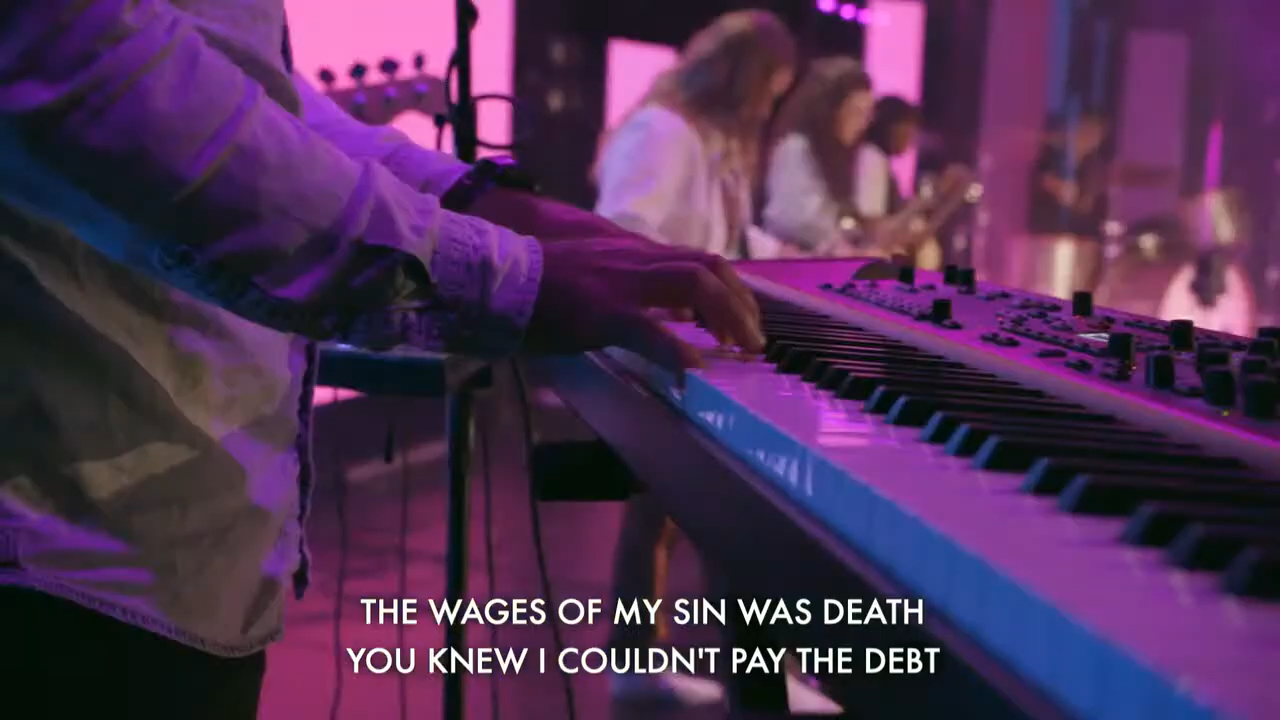 THE WAGES OF MY SIN WAS DEATH
YOU KNEW I COULDN'T PAY THE DEBT